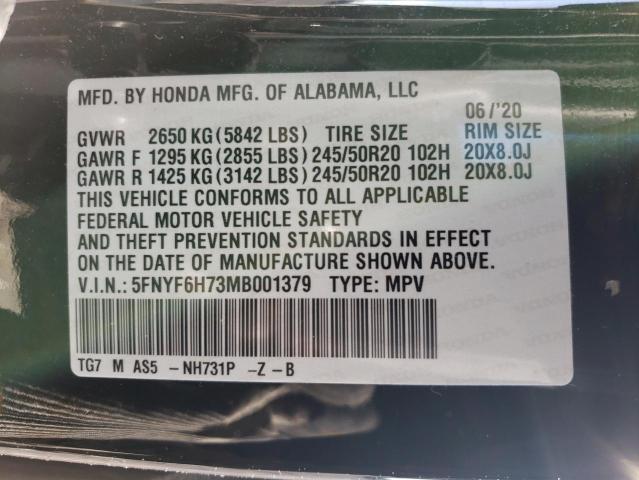 MFD. BY HONDA MFG. OF ALABAMA, LLC
06/'20
GVWR 2650 KG (5842 LBS) TIRE SIZE RIM SIZE
GAWR F 1295 KG (2855 LBS) 245/50R20 102H 20X8.0J
GAWR R 1425 KG (3142 LBS) 245/50R20 102H 20X8.0J
THIS VEHICLE CONFORMS TO ALL APPLICABLE
FEDERAL MOTOR VEHICLE SAFETY
AND THEFT PREVENTION STANDARDS IN EFFECT
ON THE DATE OF MANUFACTURE SHOWN ABOVE.
V.I.N.: 5FNYF6H73MB001379 TYPE: MPV
TG7 M AS5 -NH731P -Z -B